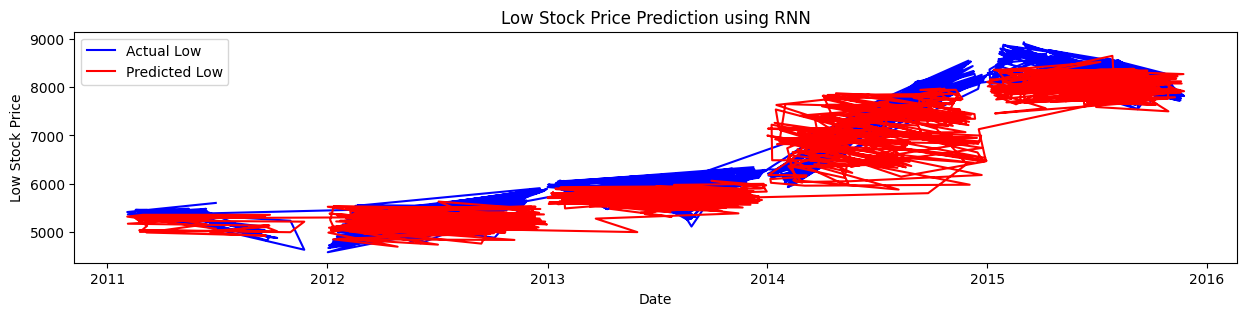 Low Stock Price Prediction using RNN
Actual Low
Predicted Low
Low Stock Price
9000
8000
7000
6000
5000
2011 2012 2013 2014 2015 2016
Date